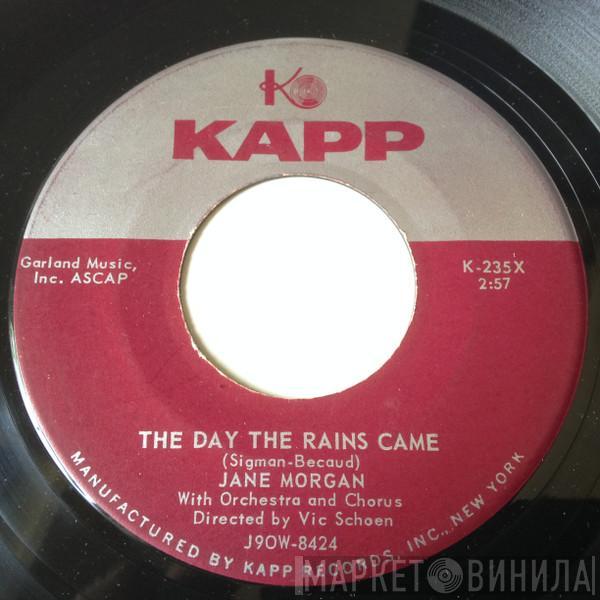 KAPP
Garland Music,
Inc. ASCAP
K-235X
2:57
THE DAY THE RAINS CAME
(Sigman-Becaud)
JANE MORGAN
With Orchestra and Chorus
Directed by Vic Schoen
J9OW-8424
MANUFACTURED BY KAPP RECORDS, INC., NEW YORK
МАРКЕТ ВИНИЛА